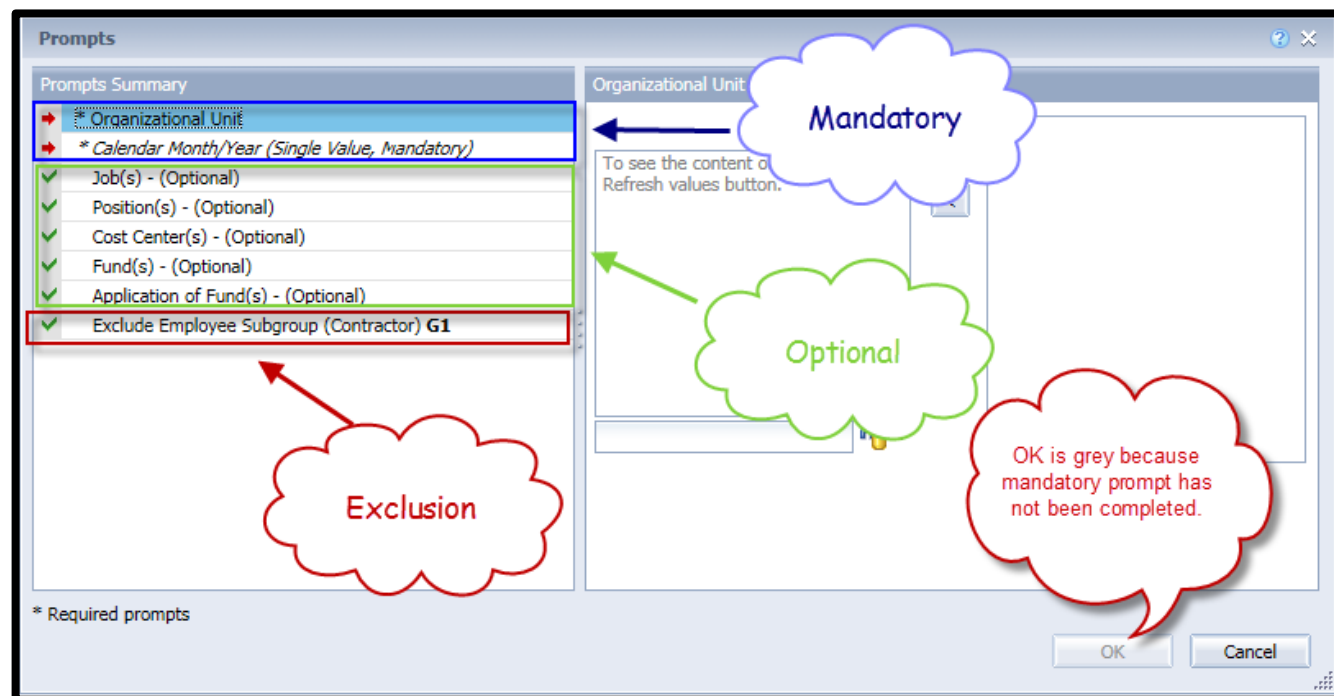 Prompts
Prompts Summary
Organizational Unit
* Organizational Unit
* Calendar Month/Year (Single Value, Mandatory)
Job(s) - (Optional)
Position(s) - (Optional)
Cost Center(s) - (Optional)
Fund(s) - (Optional)
Application of Fund(s) - (Optional)
Exclude Employee Subgroup (Contractor) G1
Mandatory
To see the content o
Refresh values button.
Optional
Exclusion
OK is grey because
mandatory prompt has
not been completed.
* Required prompts
OK
Cancel